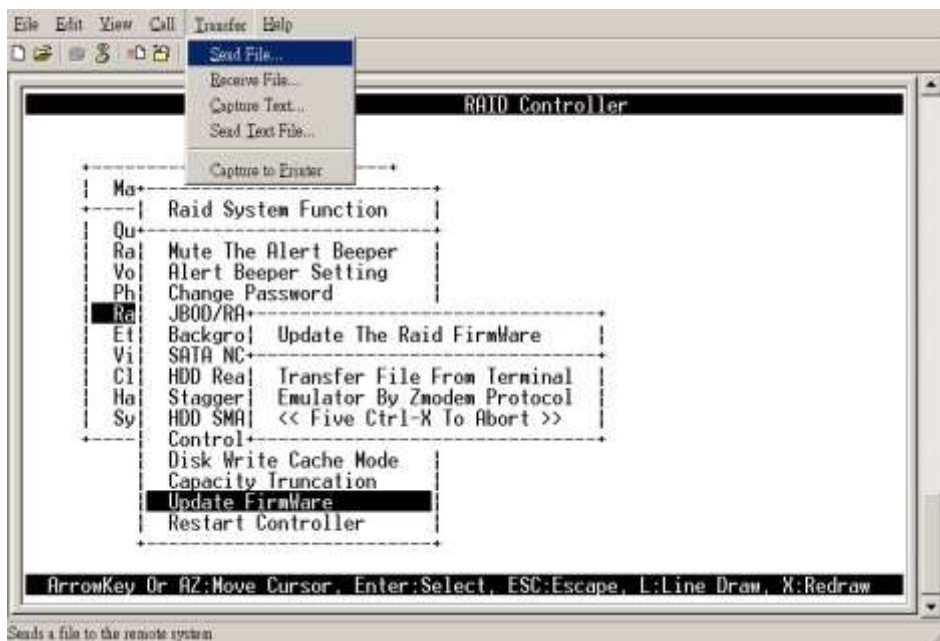 File Edit View Call Transfer Help
Send File...
Receive File...
Capture Text...
Send Text File...
Capture to Printer
RAID Controller
Ma
Raid System Function
Qu
Ra Mute The Alert Beeper
Vo Alert Beeper Setting
Ph Change Password
Ra JBOD/RA
Et Backgro Update The Raid FirmWare
Vi SATA NC
Cl HDD Rea Transfer File From Terminal
Ha Stagger Emulator By Zmodem Protocol
Sy HDD SMA << Five Ctrl-X To Abort >>
Control
Disk Write Cache Mode
Capacity Truncation
Update FirmWare
Restart Controller
ArrowKey Or AZ:Move Cursor, Enter:Select, ESC:Escape, L:Line Draw, X:Redraw
Sends a file to the remote system